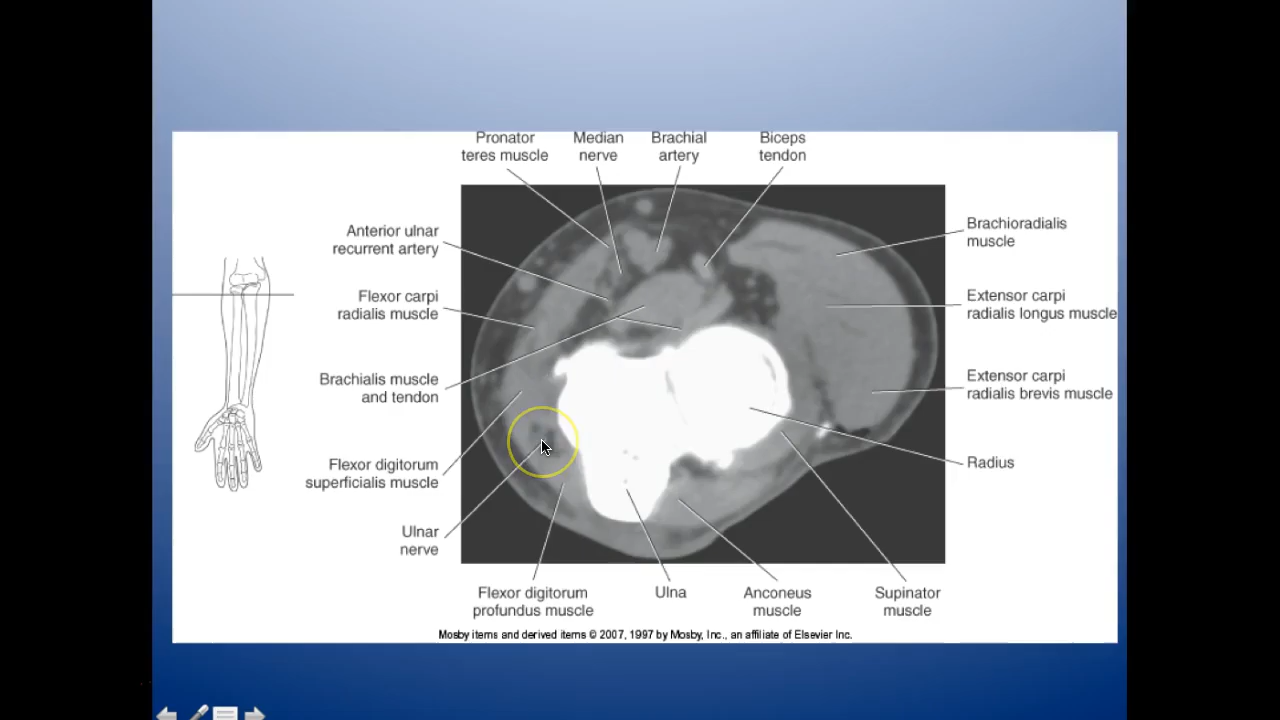 Pronator
teres muscle
Median
nerve
Brachial
artery
Biceps
tendon
Anterior ulnar
recurrent artery
Brachioradialis
muscle
Flexor carpi
radialis muscle
Extensor carpi
radialis longus muscle
Brachialis muscle
and tendon
Extensor carpi
radialis brevis muscle
Flexor digitorum
superficialis muscle
Radius
Ulnar
nerve
Flexor digitorum
profundus muscle
Ulna
Anconeus
muscle
Supinator
muscle
Mosby items and derived items © 2007, 1997 by Mosby, Inc., an affiliate of Elsevier Inc.